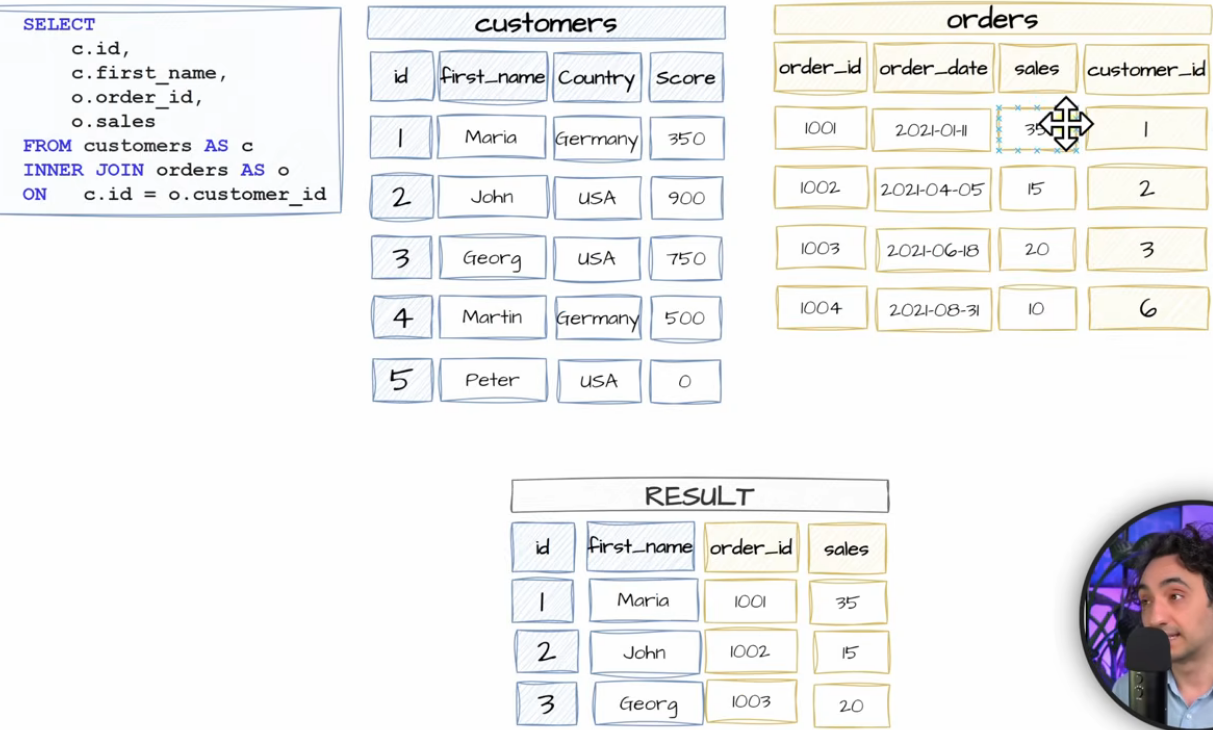 SELECT
c.id,
c.first_name,
o.order_id,
o.sales
FROM customers AS c
INNER JOIN orders AS o
ON c.id = o.customer_id
customers
id first_name Country Score
1 Maria Germany 350
2 John USA 900
3 Georg USA 750
4 Martin Germany 500
5 Peter USA 0
orders
order_id order_date sales customer_id
1001 2021-01-11 35 1
1002 2021-04-05 15 2
1003 2021-06-18 20 3
1004 2021-08-31 10 6
RESULT
id first_name order_id sales
1 Maria 1001 35
2 John 1002 15
3 Georg 1003 20